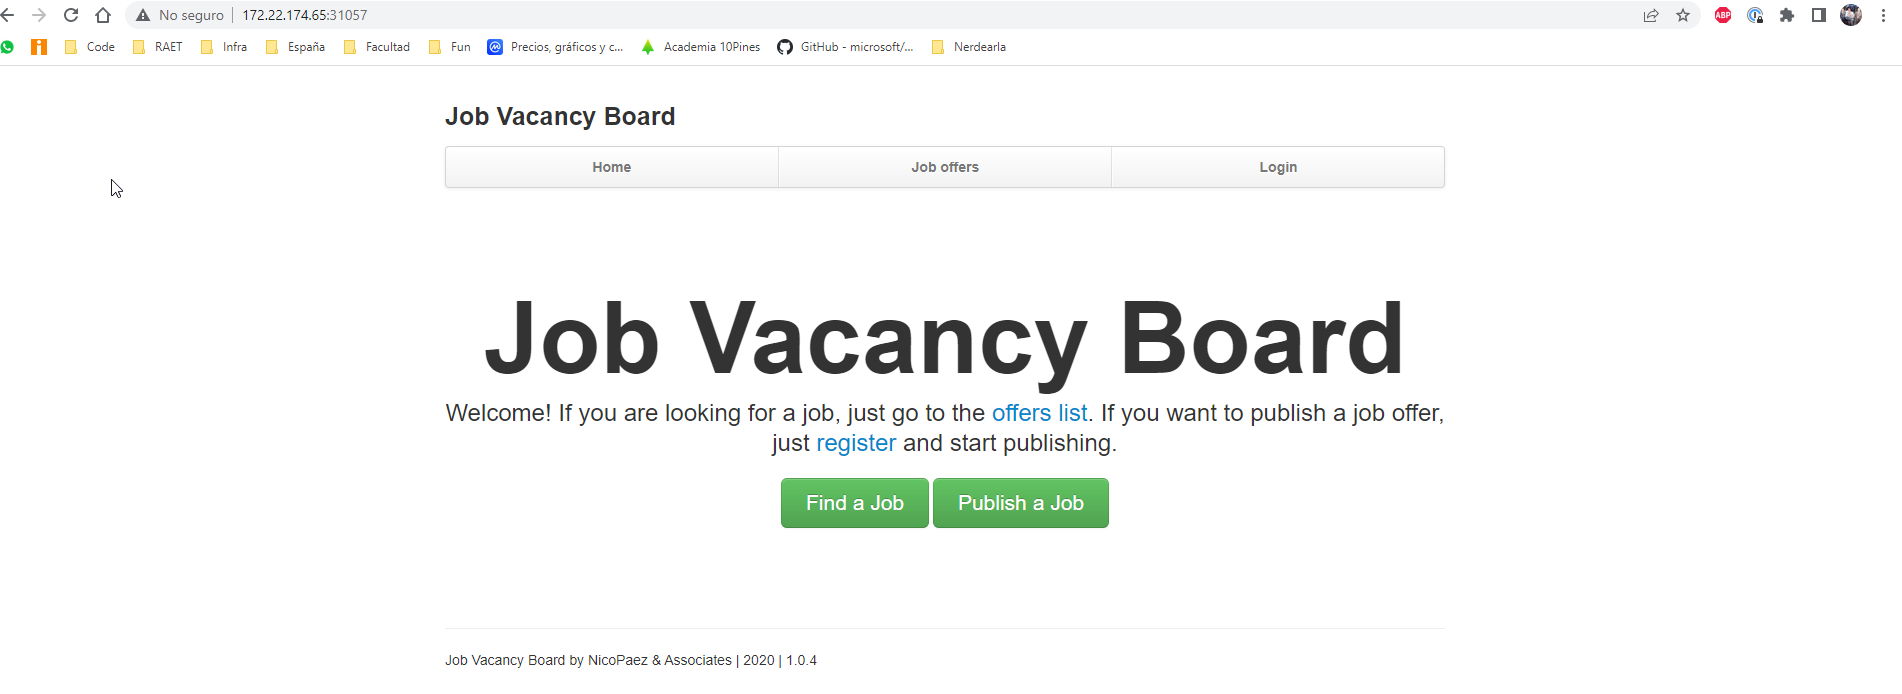 No seguro 172.22.174.65:31057
ABP
Code RAET Infra España Facultad Fun Precios, gráficos y c... Academia 10Pines GitHub - microsoft/... Nerdearla
Job Vacancy Board
Home Job offers Login
Job Vacancy Board
Welcome! If you are looking for a job, just go to the offers list. If you want to publish a job offer,
just register and start publishing.
Find a Job Publish a Job
Job Vacancy Board by NicoPaez & Associates | 2020 | 1.0.4